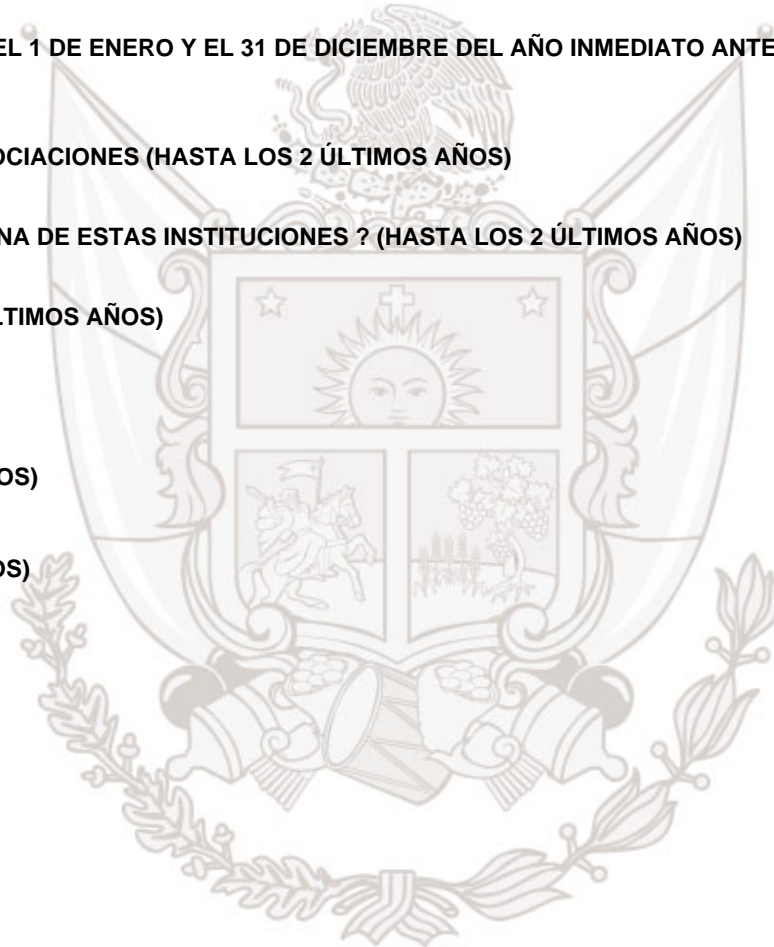 EL 1 DE ENERO Y EL 31 DE DICIEMBRE DEL AÑO INMEDIATO ANTE
OCIACIONES (HASTA LOS 2 ÚLTIMOS AÑOS)
NA DE ESTAS INSTITUCIONES ? (HASTA LOS 2 ÚLTIMOS AÑOS)
LTIMOS AÑOS)
OS)
OS)